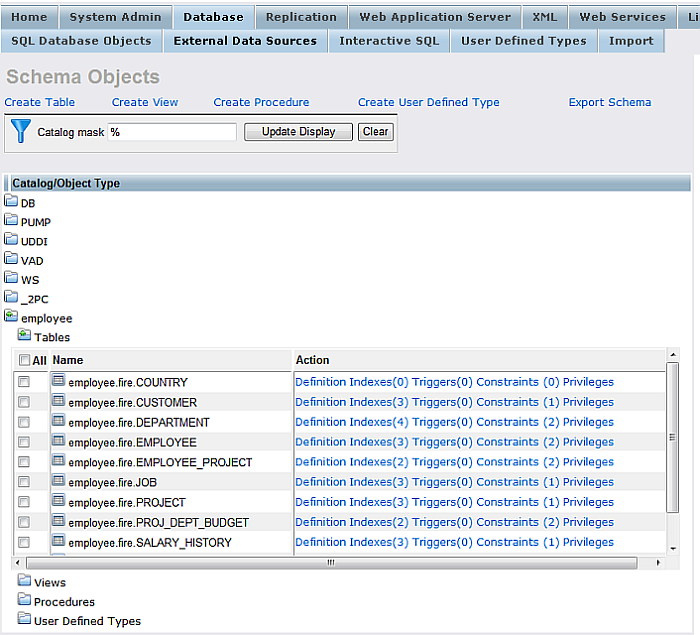 Home System Admin Database Replication Web Application Server XML Web Services Li
SQL Database Objects External Data Sources Interactive SQL User Defined Types Import
Schema Objects
Create Table Create View Create Procedure Create User Defined Type Export Schema
Catalog mask % Update Display Clear
Catalog/Object Type
DB
PUMP
UDDI
VAD
WS
_2PC
employee
Tables
All Name Action
employee.fire.COUNTRY Definition Indexes(0) Triggers(0) Constraints (0) Privileges
employee.fire.CUSTOMER Definition Indexes(3) Triggers(0) Constraints (1) Privileges
employee.fire.DEPARTMENT Definition Indexes(4) Triggers(0) Constraints (2) Privileges
employee.fire.EMPLOYEE Definition Indexes(3) Triggers(0) Constraints (2) Privileges
employee.fire.EMPLOYEE_PROJECT Definition Indexes(2) Triggers(0) Constraints (2) Privileges
employee.fire.JOB Definition Indexes(3) Triggers(0) Constraints (1) Privileges
employee.fire.PROJECT Definition Indexes(3) Triggers(0) Constraints (1) Privileges
employee.fire.PROJ_DEPT_BUDGET Definition Indexes(2) Triggers(0) Constraints (2) Privileges
employee.fire.SALARY_HISTORY Definition Indexes(3) Triggers(0) Constraints (1) Privileges
Views
Procedures
User Defined Types